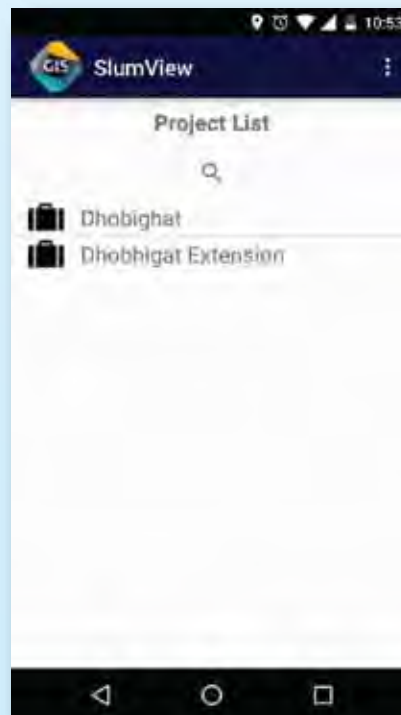 10:53
GIS
SlumView
Project List
Dhobighat
Dhobhigat Extension